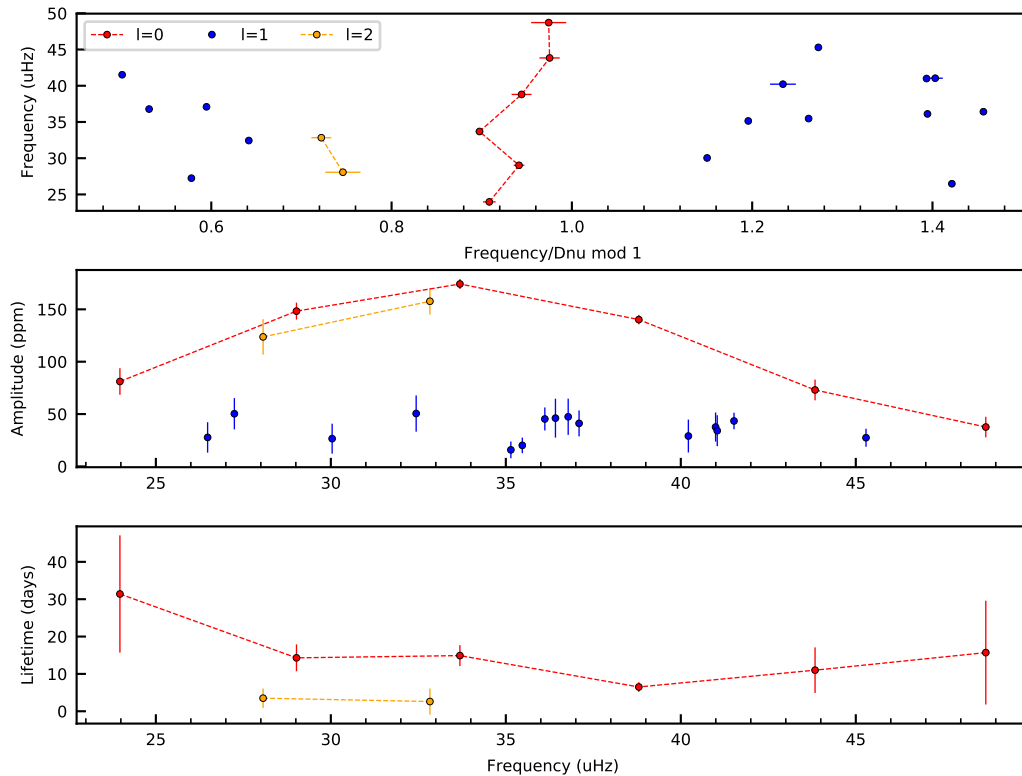 50
45
40
35
30
25
Frequency (uHz)
l=0 l=1 l=2
0.6 0.8 1.0 1.2 1.4
Frequency/Dnu mod 1
150
100
50
0
Amplitude (ppm)
25 30 35 40 45
40
30
20
10
0
Lifetime (days)
25 30 35 40 45
Frequency (uHz)